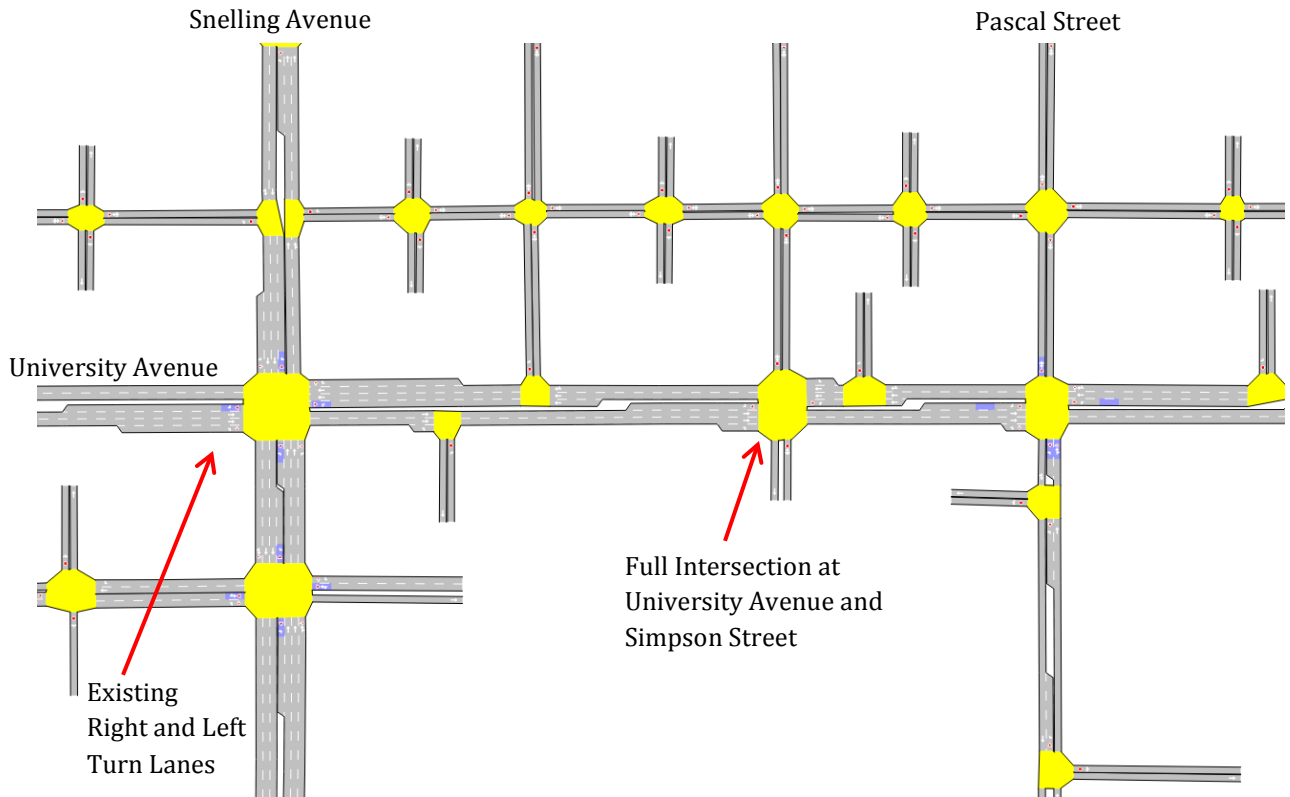 Snelling Avenue
Pascal Street
University Avenue
Full Intersection at
University Avenue and
Simpson Street
Existing
Right and Left
Turn Lanes